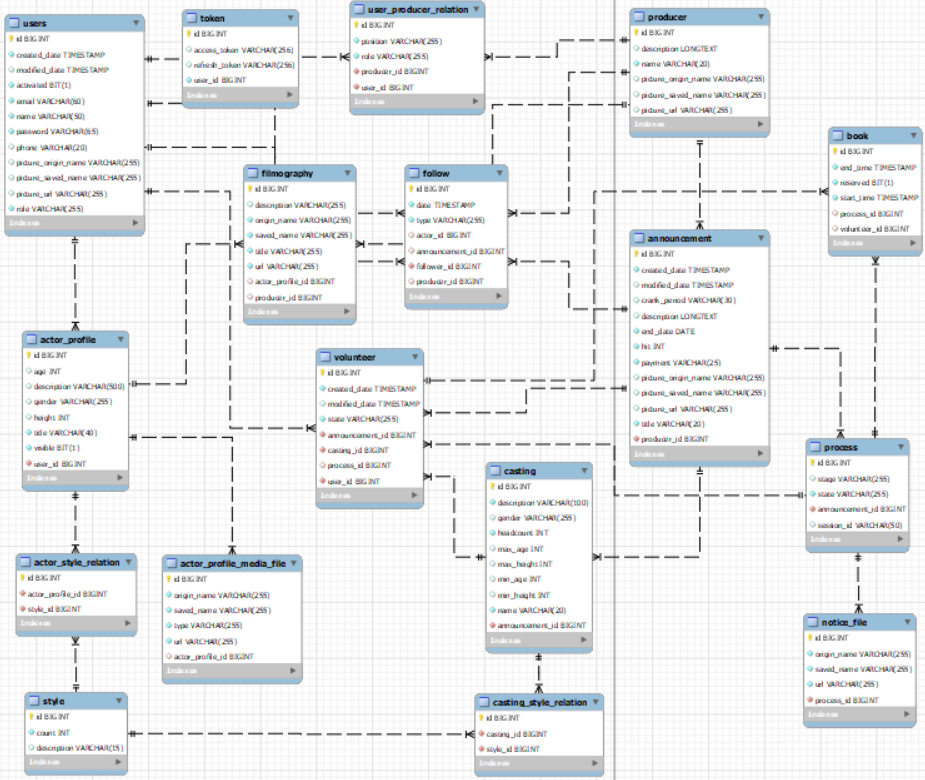 users
id BIGINT
created_date TIMESTAMP
modified_date TIMESTAMP
activated BIT(1)
email VARCHAR(60)
name VARCHAR(50)
password VARCHAR(65)
phone VARCHAR(20)
picture_origin_name VARCHAR(255)
picture_saved_name VARCHAR(255)
picture_url VARCHAR(255)
role VARCHAR(255)
Indexes
token
id BIGINT
access_token VARCHAR(256)
refresh_token VARCHAR(256)
user_id BIGINT
Indexes
user_producer_relation
id BIGINT
position VARCHAR(255)
role VARCHAR(255)
producer_id BIGINT
user_id BIGINT
Indexes
producer
id BIGINT
description LONGTEXT
name VARCHAR(20)
picture_origin_name VARCHAR(255)
picture_saved_name VARCHAR(255)
picture_url VARCHAR(255)
Indexes
book
id BIGINT
end_time TIMESTAMP
reserved BIT(1)
start_time TIMESTAMP
process_id BIGINT
volunteer_id BIGINT
Indexes
filmography
id BIGINT
description VARCHAR(255)
origin_name VARCHAR(255)
saved_name VARCHAR(255)
title VARCHAR(255)
url VARCHAR(255)
actor_profile_id BIGINT
producer_id BIGINT
Indexes
follow
id BIGINT
date TIMESTAMP
type VARCHAR(255)
actor_id BIGINT
announcement_id BIGINT
follower_id BIGINT
producer_id BIGINT
Indexes
announcement
id BIGINT
created_date TIMESTAMP
modified_date TIMESTAMP
crank_period VARCHAR(30)
description LONGTEXT
end_date DATE
hit INT
payment VARCHAR(25)
picture_origin_name VARCHAR(255)
picture_saved_name VARCHAR(255)
picture_url VARCHAR(255)
title VARCHAR(20)
producer_id BIGINT
Indexes
actor_profile
id BIGINT
age INT
description VARCHAR(500)
gender VARCHAR(255)
height INT
title VARCHAR(40)
visible BIT(1)
user_id BIGINT
Indexes
volunteer
id BIGINT
created_date TIMESTAMP
modified_date TIMESTAMP
state VARCHAR(255)
announcement_id BIGINT
casting_id BIGINT
process_id BIGINT
user_id BIGINT
Indexes
process
id BIGINT
stage VARCHAR(255)
state VARCHAR(255)
announcement_id BIGINT
session_id VARCHAR(50)
Indexes
casting
id BIGINT
description VARCHAR(100)
gender VARCHAR(255)
headcount INT
max_age INT
max_height INT
min_age INT
min_height INT
name VARCHAR(20)
announcement_id BIGINT
Indexes
actor_style_relation
id BIGINT
actor_profile_id BIGINT
style_id BIGINT
Indexes
actor_profile_media_file
id BIGINT
origin_name VARCHAR(255)
saved_name VARCHAR(255)
type VARCHAR(255)
url VARCHAR(255)
actor_profile_id BIGINT
Indexes
notice_file
id BIGINT
origin_name VARCHAR(255)
saved_name VARCHAR(255)
url VARCHAR(255)
process_id BIGINT
Indexes
style
id BIGINT
count INT
description VARCHAR(15)
Indexes
casting_style_relation
id BIGINT
casting_id BIGINT
style_id BIGINT
Indexes